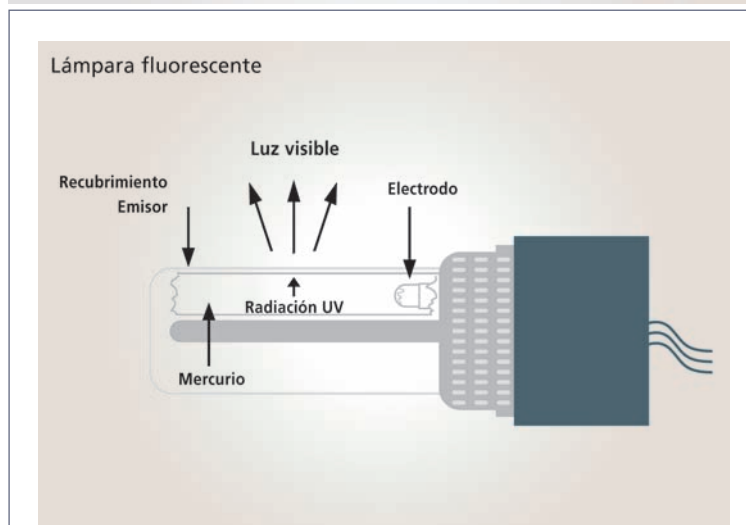 Lámpara fluorescente
Luz visible
Recubrimiento
Emisor
Electrodo
Radiación UV
Mercurio